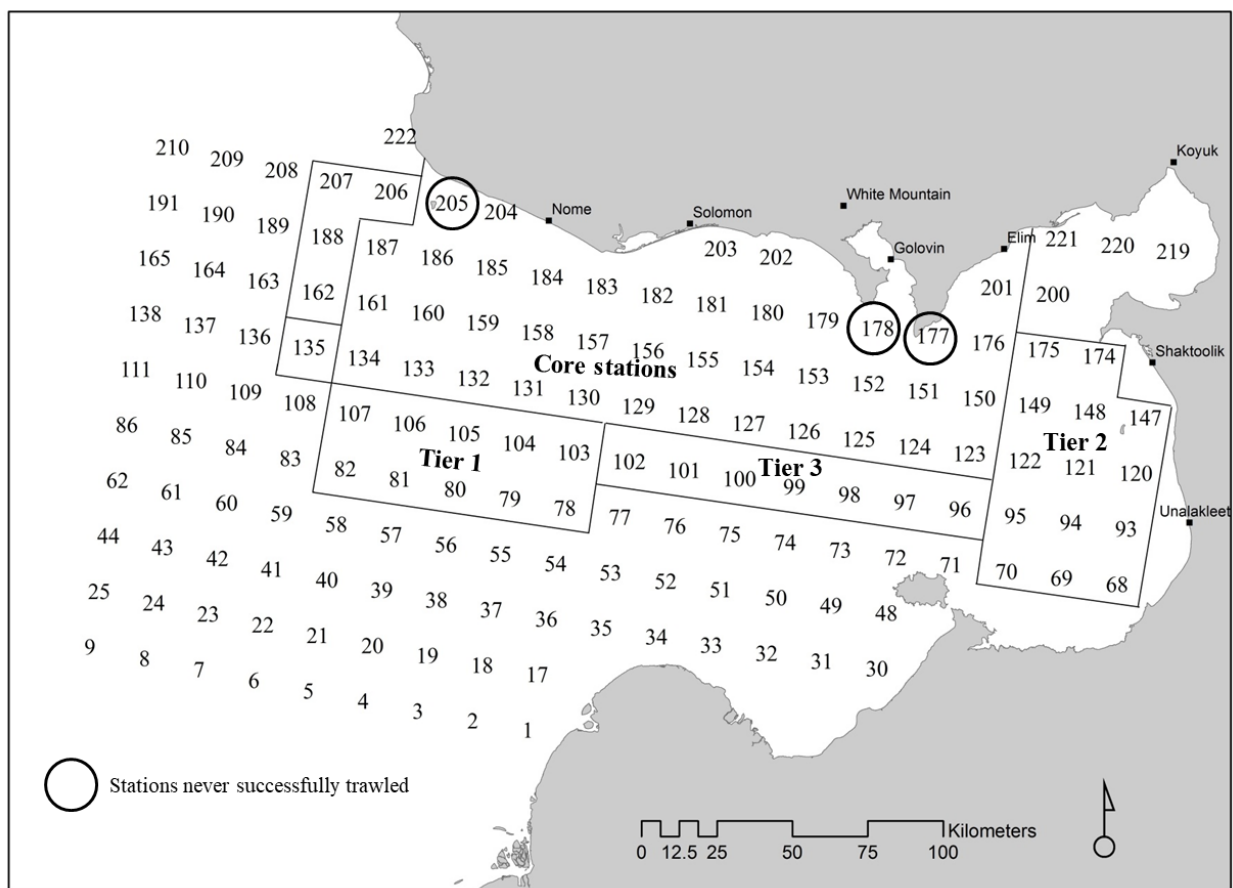 Koyuk
222
210 209 208
207 206
White Mountain
191 190 189
205 204 Nome
Solomon
188 187
203 202
Golovin
Elim
221 220 219
165 164 163
186 185 184 183 182 181 180 179 178 177
201 200
162 161 160 159 158 157 156 155 154 153 152 151
176 175 174
Shaktoolik
138 137 136 135 134 133 132 131 130 129 128 127 126 125 124 123
Core stations
150 149 148 147
111 110 109 108 107 106 105 104 103
Tier 1
102 101 100 99 98 97 96
Tier 3
122 121 120
Tier 2
86 85 84 83 82 81 80 79 78
95 94 93
Unalakleet
77 76 75 74 73 72 71
70 69 68
62 61 60 59 58 57 56 55 54 53 52 51 50 49 48
44 43 42 41 40 39 38 37 36 35 34 33 32 31 30
25 24 23 22 21 20 19 18 17
9 8 7 6 5 4 3 2 1
Stations never successfully trawled
Kilometers
0 12.5 25 50 75 100